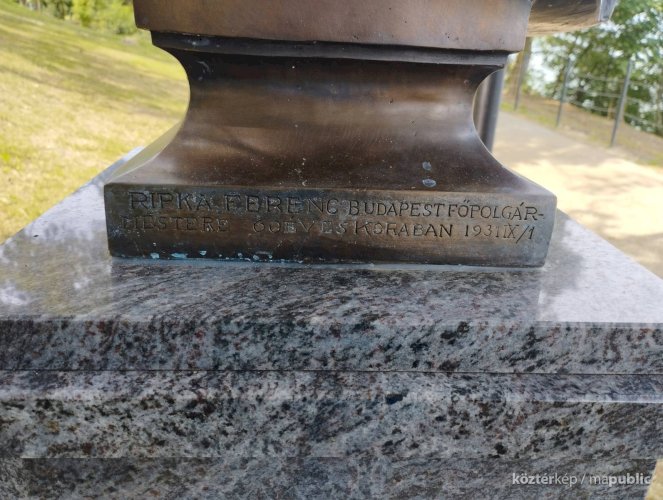 RIPKA FERENC BUDAPEST FŐPOLGÁR-
MESTERE 60 ÉVES KORÁBAN 1931 IX/1
köztérkép / mapublic